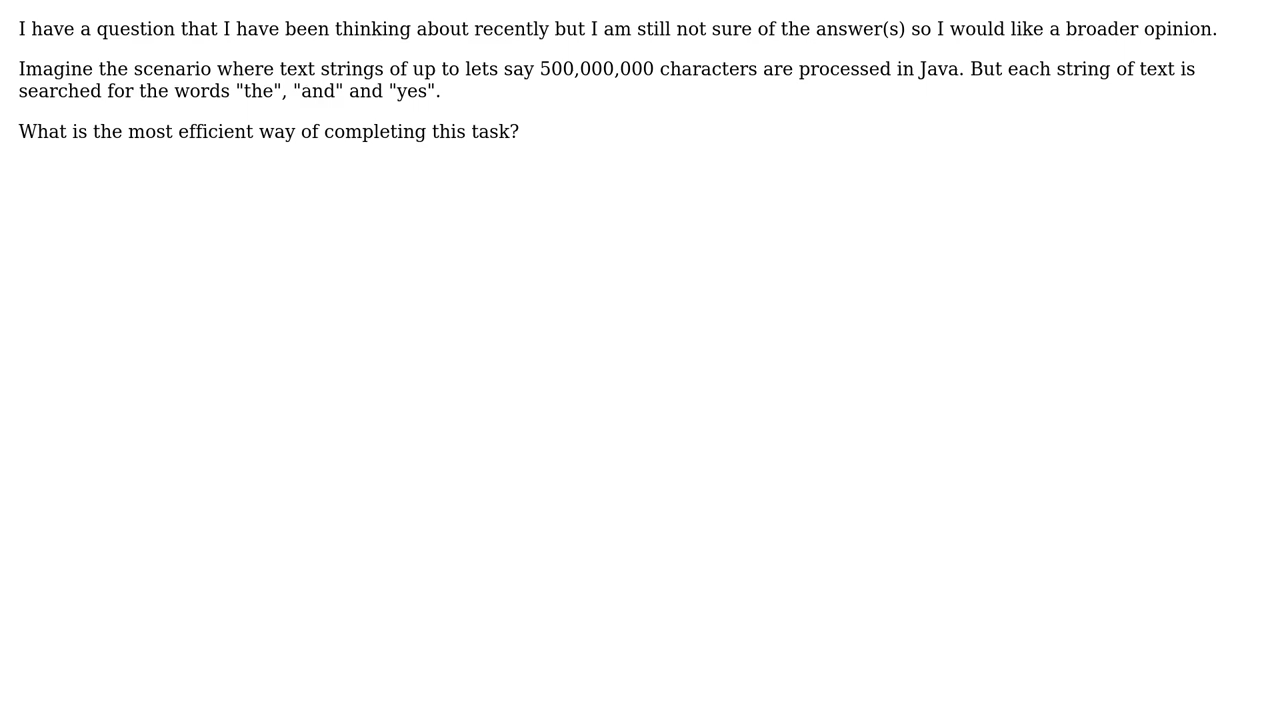 I have a question that I have been thinking about recently but I am still not sure of the answer(s) so I would like a broader opinion.
Imagine the scenario where text strings of up to lets say 500,000,000 characters are processed in Java. But each string of text is
searched for the words "the", "and" and "yes".
What is the most efficient way of completing this task?